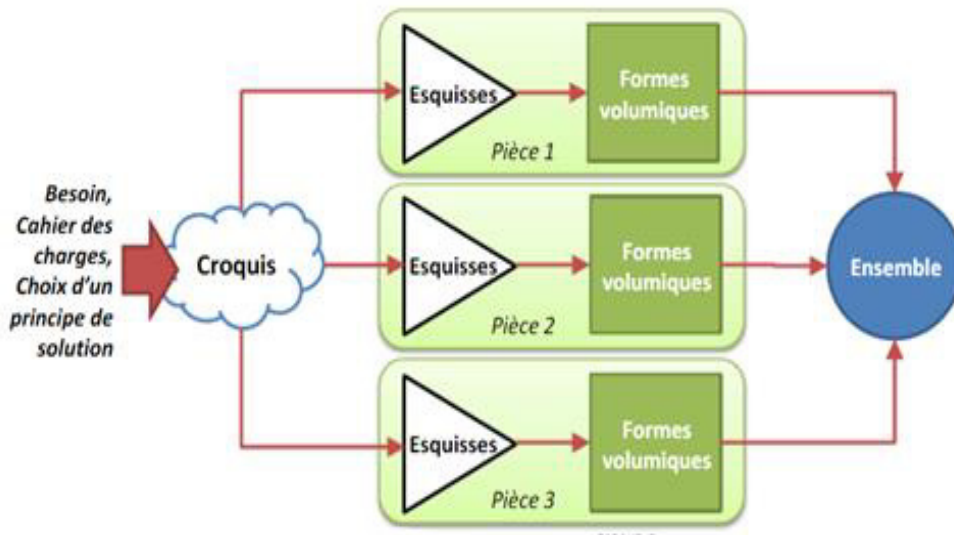 Besoin,
Cahier des
charges,
Choix d'un
principe de
solution
Croquis
Esquisses
Formes
volumiques
Pièce 1
Esquisses
Formes
volumiques
Pièce 2
Esquisses
Formes
volumiques
Pièce 3
Ensemble